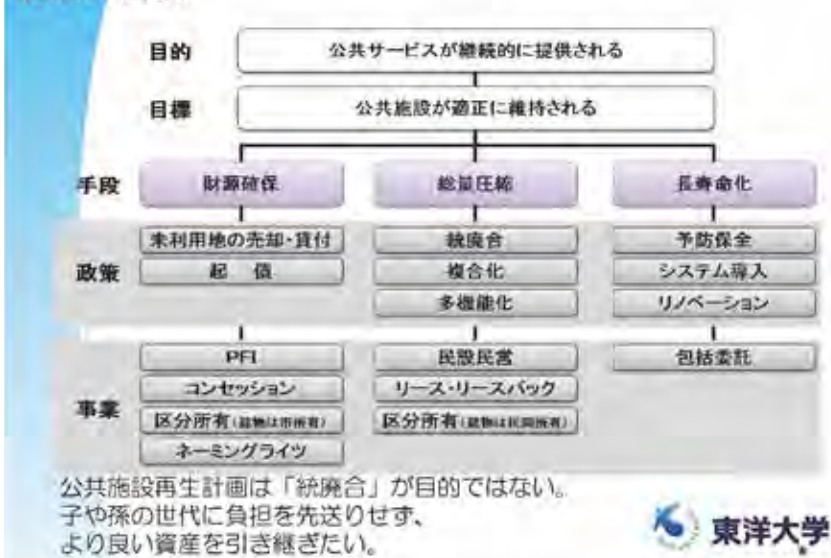 目的
公共サービスが継続的に提供される
目標
公共施設が適正に維持される
手段
財源確保
総量圧縮
長寿命化
政策
未利用地の売却・貸付
起 債
統廃合
複合化
多機能化
予防保全
システム導入
リノベーション
事業
PFI
コンセッション
区分所有(建物は市所有)
ネーミングライツ
民設民営
リース・リースバック
区分所有(建物は民間所有)
包括委託
公共施設再生計画は「統廃合」が目的ではない。
子や孫の世代に負担を先送りせず、
より良い資産を引き継ぎたい。
東洋大学